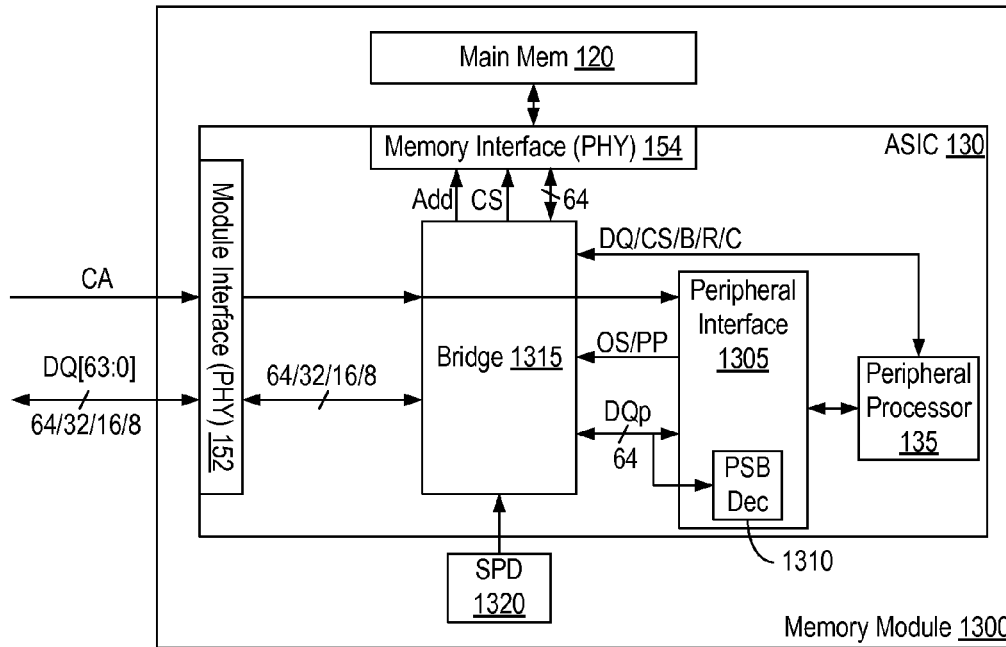 Main Mem 120
ASIC 130
Memory Interface (PHY) 154
Add
CS
64
Module Interface (PHY) 152
DQ/CS/B/R/C
CA
Peripheral
Interface
1305
Bridge 1315
OS/PP
DQ[63:0]
64/32/16/8
64/32/16/8
Peripheral
Processor
135
DQp
64
PSB
Dec
1310
SPD
1320
Memory Module 1300